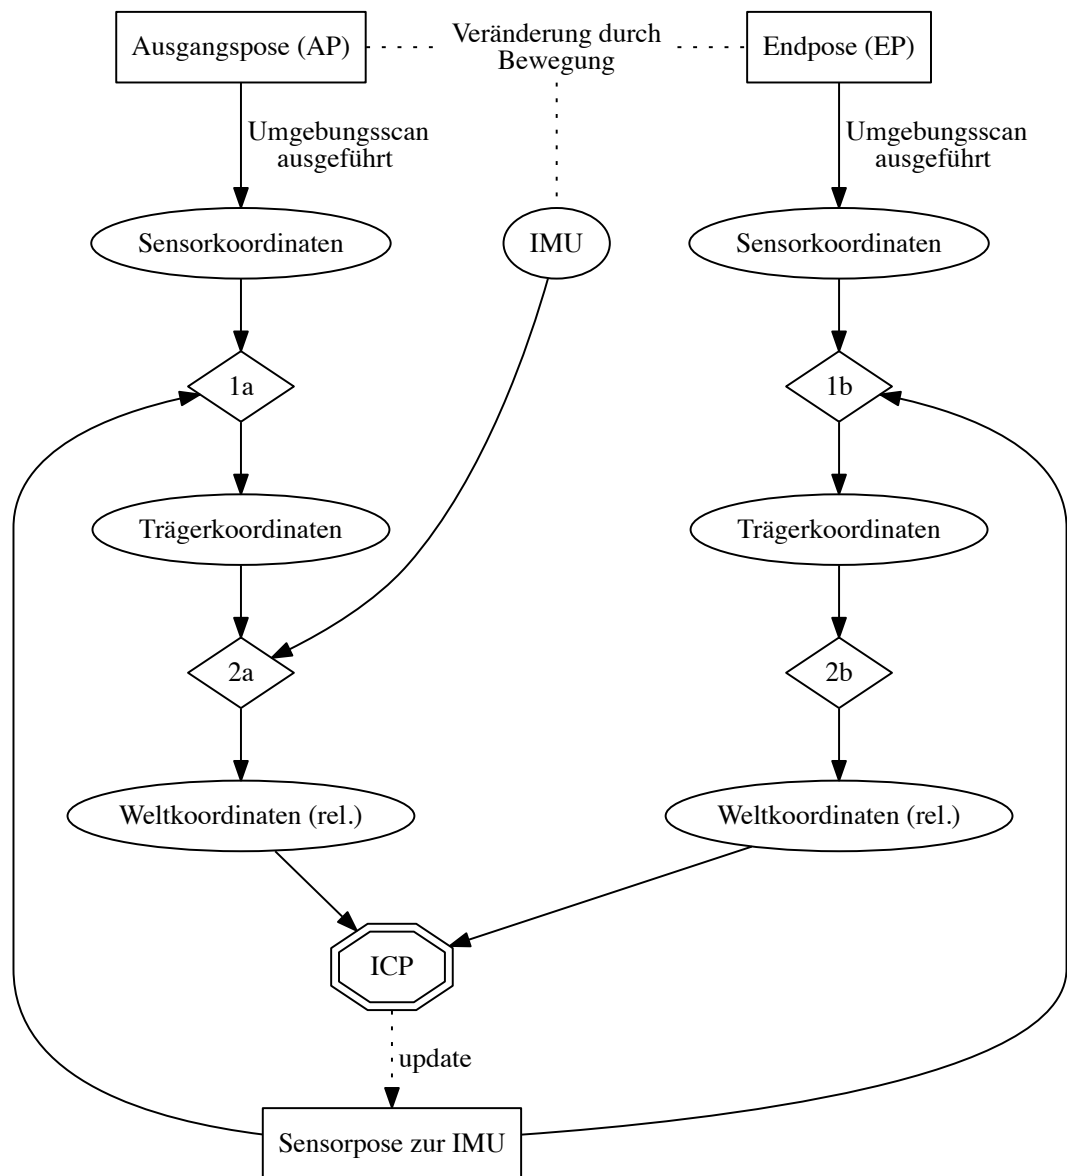 Ausgangspose (AP)
Veränderung durch
Bewegung
Endpose (EP)
Umgebungsscan
ausgeführt
Umgebungsscan
ausgeführt
Sensorkoordinaten
IMU
Sensorkoordinaten
1a
1b
Trägerkoordinaten
Trägerkoordinaten
2a
2b
Weltkoordinaten (rel.)
Weltkoordinaten (rel.)
ICP
update
Sensorpose zur IMU